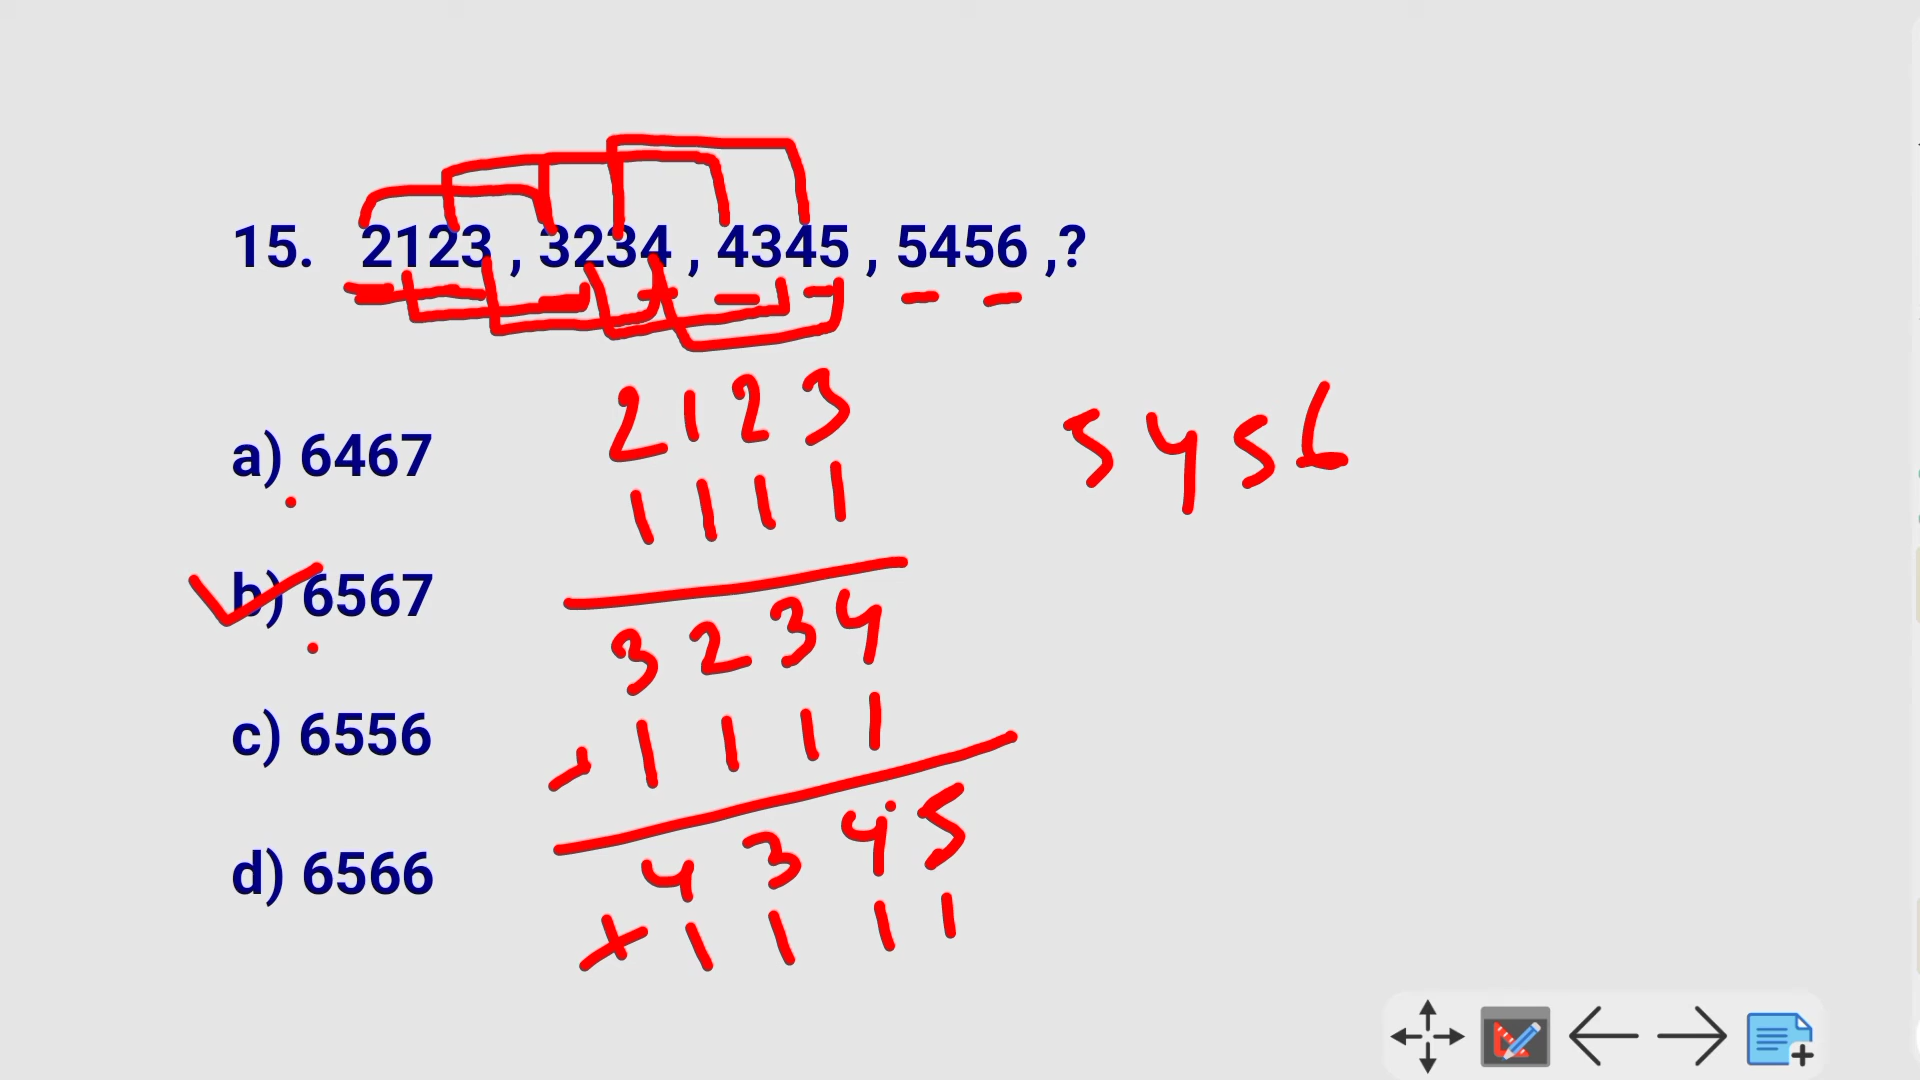 15. 2123 , 3234 , 4345 , 5456 ,?
a) 6467
b) 6567
c) 6556
d) 6566
2123
1111
3234
1111
4345
+ 1111
5456